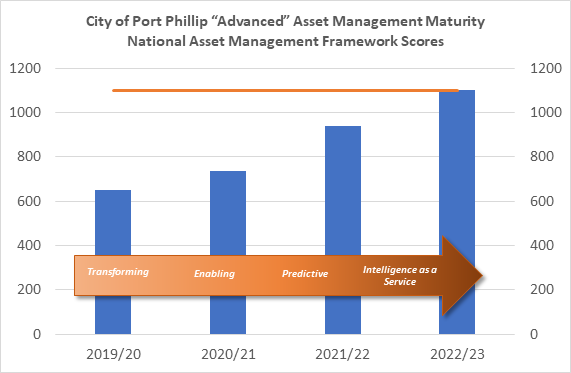 City of Port Phillip “Advanced” Asset Management Maturity
National Asset Management Framework Scores
1200 1200
1000 1000
800 800
600 600
400 400
Transforming Enabling Predictive Intelligence as a
Service
200 200
0 0
2019/20 2020/21 2021/22 2022/23